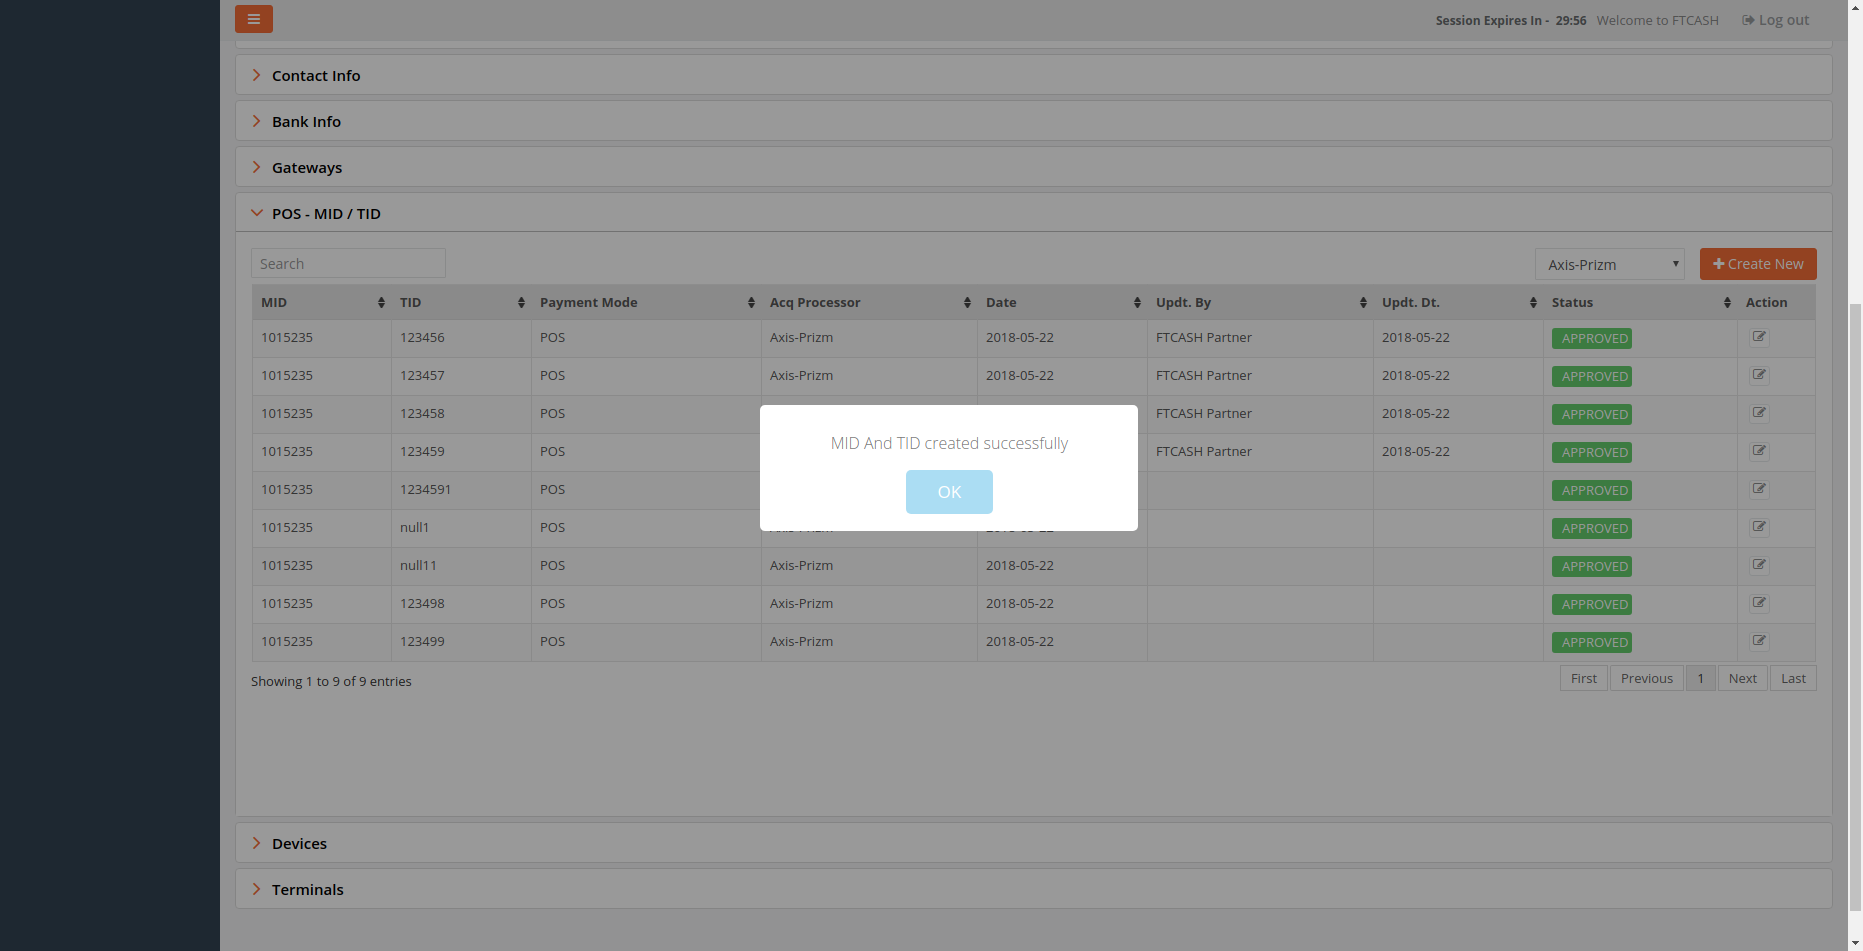 Session Expires In - 29:56 Welcome to FTCASH Log out
Contact Info
Bank Info
Gateways
POS - MID / TID
Search Axis-Prizm Create New
MID TID Payment Mode Acq Processor Date Updt. By Updt. Dt. Status Action
1015235 123456 POS Axis-Prizm 2018-05-22 FTCASH Partner 2018-05-22 APPROVED
1015235 123457 POS Axis-Prizm 2018-05-22 FTCASH Partner 2018-05-22 APPROVED
1015235 123458 POS FTCASH Partner 2018-05-22 APPROVED
MID And TID created successfully
1015235 123459 POS FTCASH Partner 2018-05-22 APPROVED
1015235 1234591 POS APPROVED
OK
1015235 null1 POS APPROVED
1015235 null11 POS Axis-Prizm 2018-05-22 APPROVED
1015235 123498 POS Axis-Prizm 2018-05-22 APPROVED
1015235 123499 POS Axis-Prizm 2018-05-22 APPROVED
Showing 1 to 9 of 9 entries First Previous 1 Next Last
Devices
Terminals